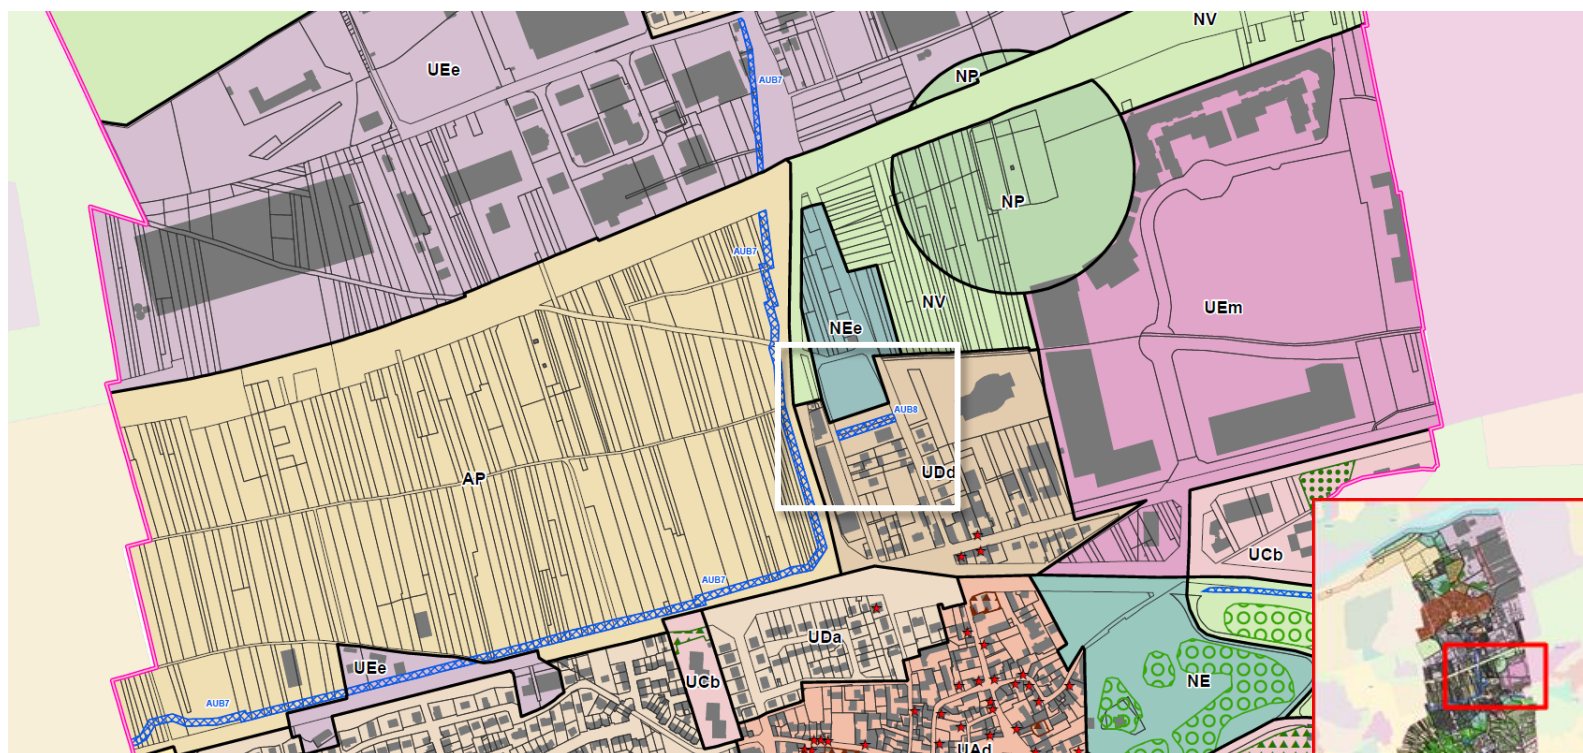 NV
UEe
NP
AUB7
NP
AUB7
NV
UEm
NEe
AUB8
AP
UDd
UCb
AUB7
UDa
UEe
UCb
NE
AUB7
UAd